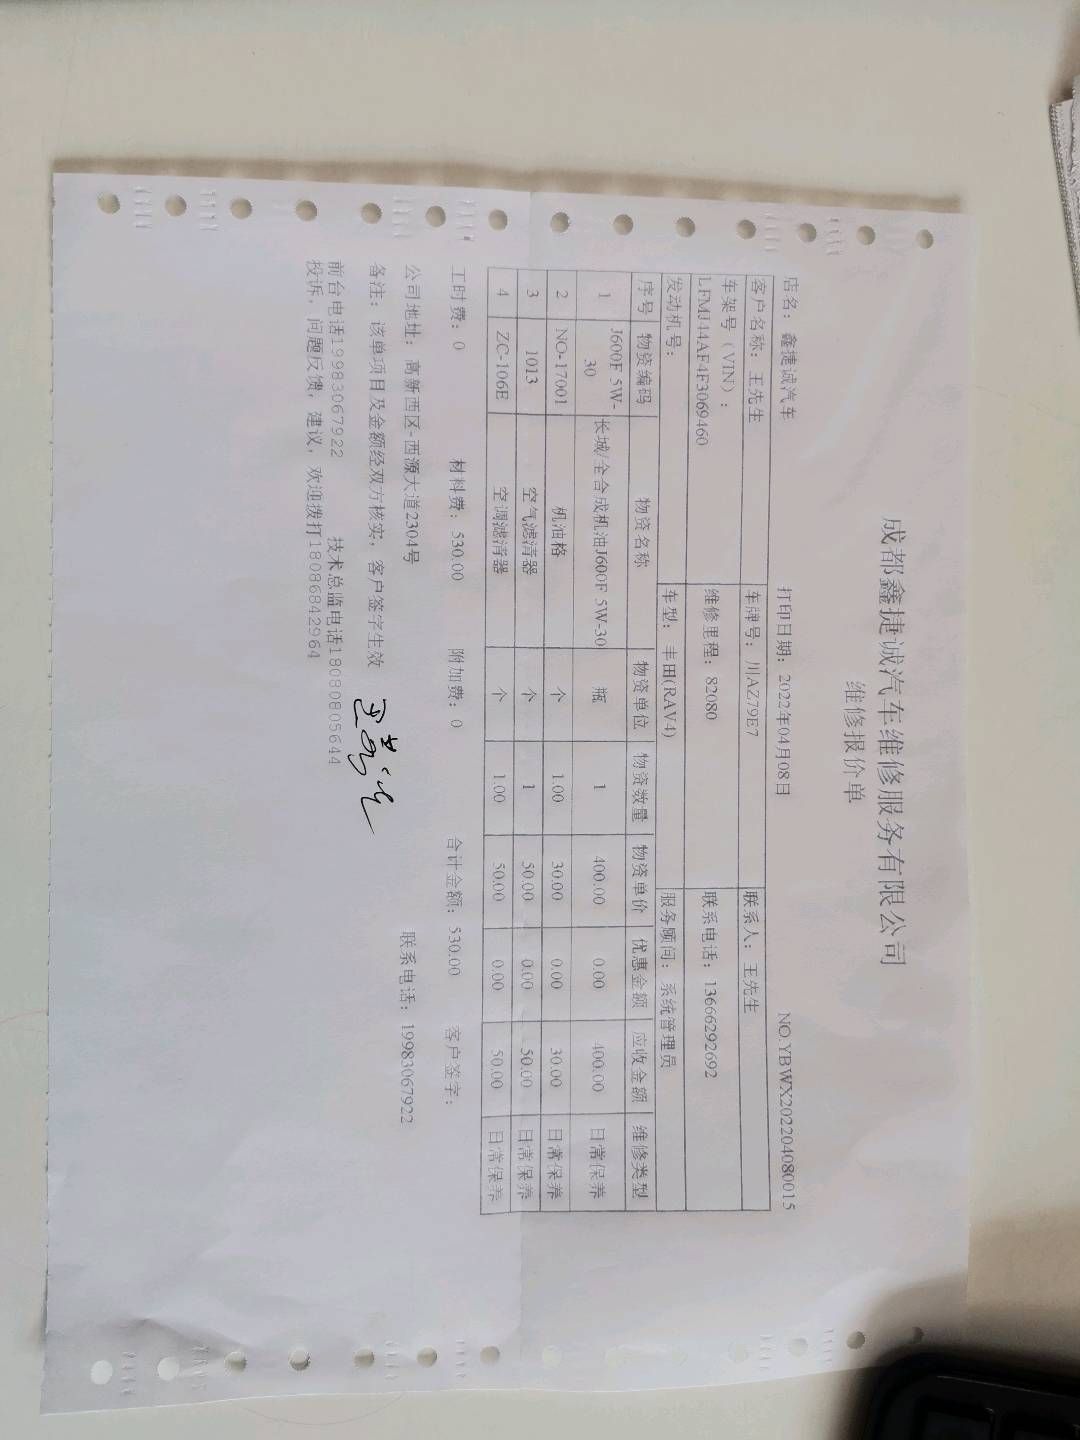 成都鑫捷诚汽车维修服务有限公司
维修报价单
店名：鑫捷诚汽车 打印日期：2022年04月08日 NO.YBWX202204080015
客户名称：王先生 车牌号：川AZ79E7 联系人：王先生
车架号（VIN）： 维修里程：82080 联系电话：13666292692
LFMJ44AF4F3069460
发动机号： 车型：丰田(RAV4) 服务顾问：系统管理员
序号 物资编码 物资名称 物资单位 物资数量 物资单价 优惠金额 应收金额 维修类型
1 J600F 5W-30 长城/全合成机油J600F 5W-30 瓶 1 400.00 0.00 400.00 日常保养
2 NO-17001 机油格 个 1.00 30.00 0.00 30.00 日常保养
3 1013 空气滤清器 个 1 50.00 0.00 50.00 日常保养
4 ZC-106E 空调滤清器 个 1.00 50.00 0.00 50.00 日常保养
工时费：0 材料费：530.00 附加费：0 合计金额：530.00 客户签字：
公司地址：高新西区-西源大道2304号 联系电话：19983067922
备注：该单项目及金额经双方核实，客户签字生效
前台电话19983067922 技术总监电话18080805644
投诉，问题反馈，建议，欢迎拨打18086842964